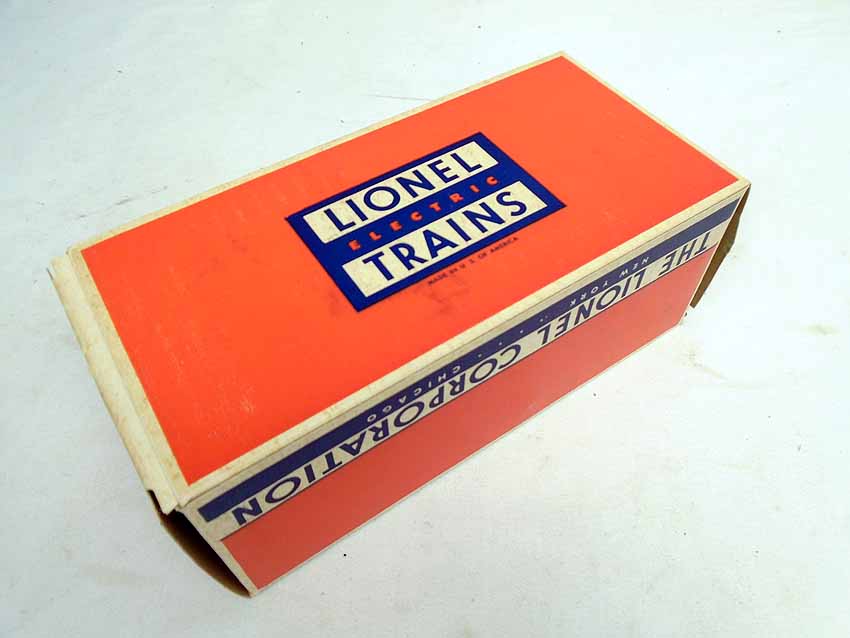 LIONEL
ELECTRIC
TRAINS
MADE IN U. S. OF AMERICA
THE LIONEL CORPORATION
NEW YORK . . . . . CHICAGO